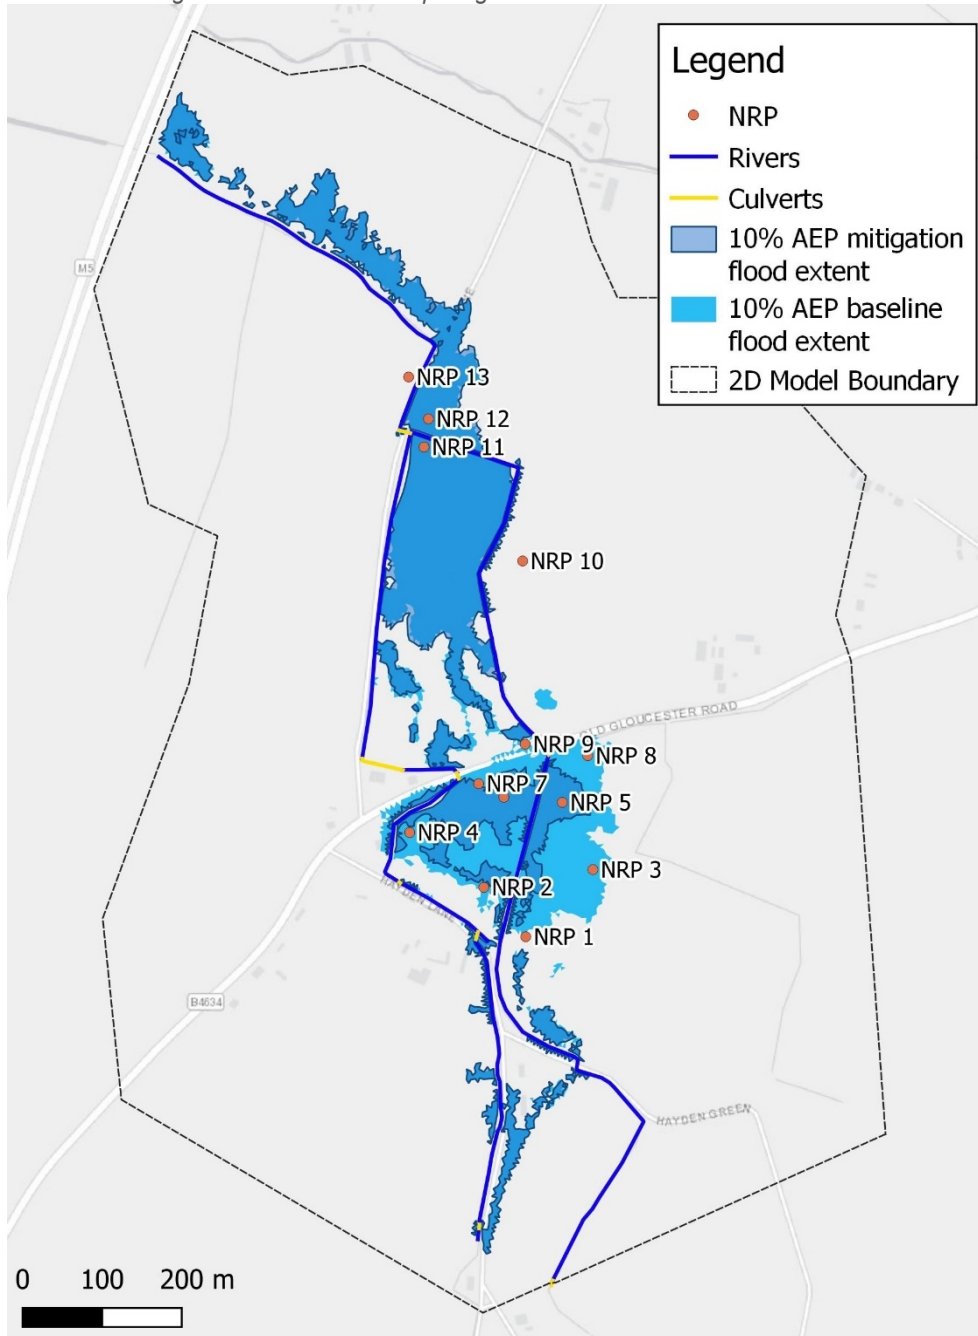 Legend
NRP
Rivers
Culverts
10% AEP mitigation
flood extent
10% AEP baseline
flood extent
2D Model Boundary
M5
NRP 13
NRP 12
NRP 11
NRP 10
OLD GLOUCESTER ROAD
NRP 9
NRP 8
NRP 7
NRP 5
NRP 4
NRP 3
NRP 2
HAYDEN LANE
NRP 1
B4634
HAYDEN GREEN
0 100 200 m